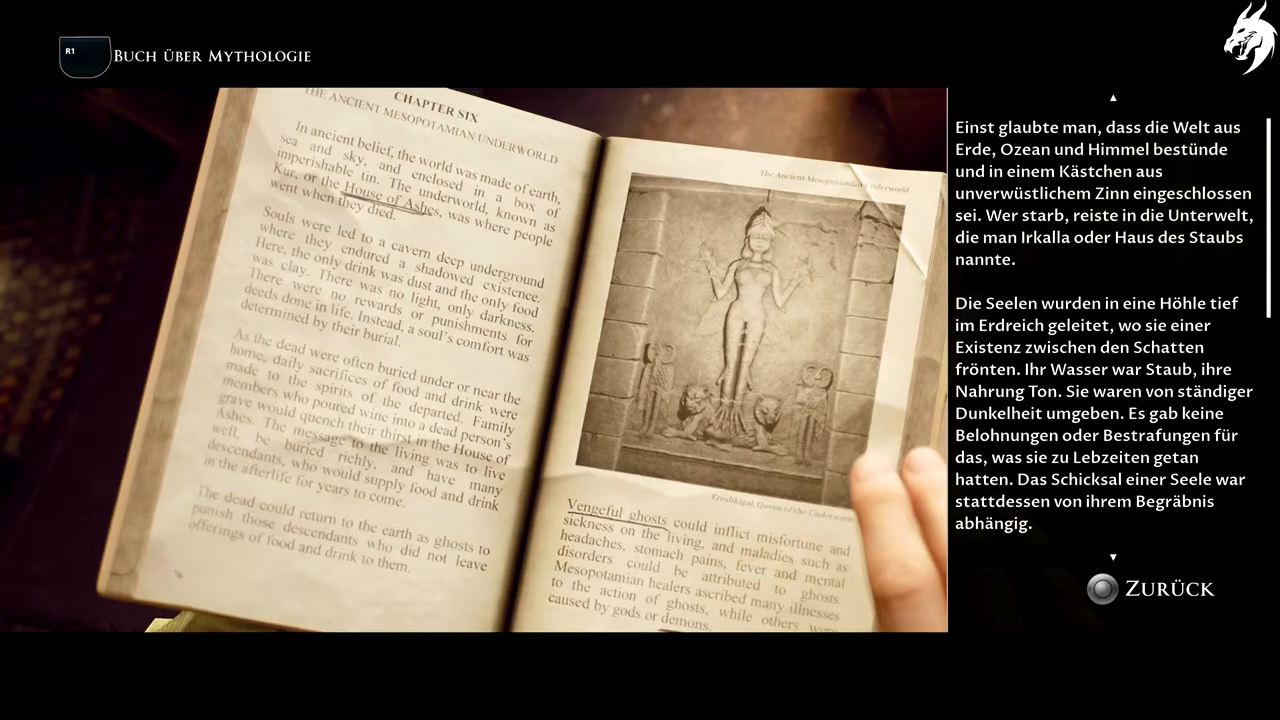 R1
BUCH ÜBER MYTHOLOGIE
CHAPTER SIX
THE ANCIENT MESOPOTAMIAN UNDERWORLD
In ancient belief, the world was made of earth,
sea and sky, and enclosed in a box of
imperishable tin. The underworld, known as
Kur, or the House of Ashes, was where people
went when they died.
Souls were led to a cavern deep underground
where they endured a shadowed existence.
Here, the only drink was dust and the only food
was clay. There was no light, only darkness.
There were no rewards or punishments for
deeds done in life. Instead, a soul's comfort was
determined by their burial.
As the dead were often buried under or near the
home, daily sacrifices of food and drink were
made to the spirits of the departed. Family
members who poured wine into a dead person's
grave would quench their thirst in the House of
Ashes. The message to the living was to live
well, be buried richly, and have many
descendants, who would supply food and drink
in the afterlife for years to come.
The dead could return to the earth as ghosts to
punish those descendants who did not leave
offerings of food and drink to them.
The Ancient Mesopotamian Underworld
Ereshkigal, Queen of the Underworld
Vengeful ghosts could inflict misfortune and
sickness on the living, and maladies such as
headaches, stomach pains, fever and mental
disorders could be attributed to ghosts.
Mesopotamian healers ascribed many illnesses
to the action of ghosts, while others were
caused by gods or demons.
Einst glaubte man, dass die Welt aus
Erde, Ozean und Himmel bestünde
und in einem Kästchen aus
unverwüstlichem Zinn eingeschlossen
sei. Wer starb, reiste in die Unterwelt,
die man Irkalla oder Haus des Staubs
nannte.
Die Seelen wurden in eine Höhle tief
im Erdreich geleitet, wo sie einer
Existenz zwischen den Schatten
frönten. Ihr Wasser war Staub, ihre
Nahrung Ton. Sie waren von ständiger
Dunkelheit umgeben. Es gab keine
Belohnungen oder Bestrafungen für
das, was sie zu Lebzeiten getan
hatten. Das Schicksal einer Seele war
stattdessen von ihrem Begräbnis
abhängig.
ZURÜCK